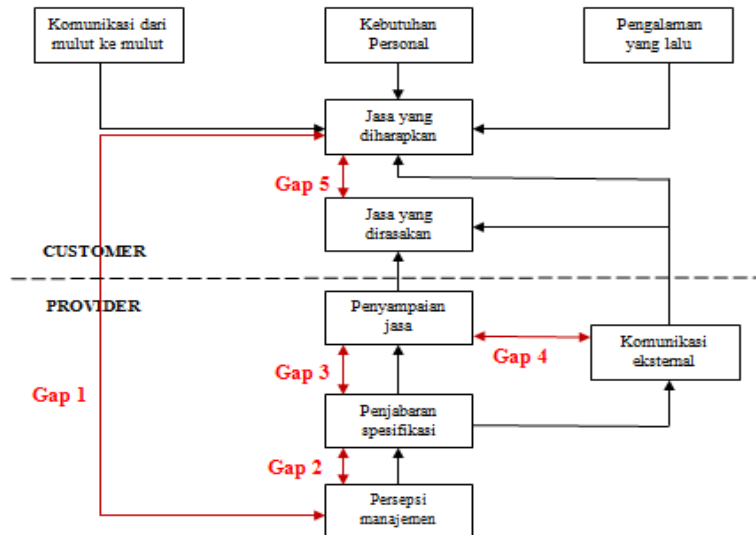 Komunikasi dari
mulut ke mulut
Kebutuhan
Personal
Pengalaman
yang lalu
Jasa yang
diharapkan
Gap 5
Jasa yang
dirasakan
CUSTOMER
PROVIDER
Penyampaian
jasa
Gap 4
Komunikasi
eksternal
Gap 3
Gap 1
Penjabaran
spesifikasi
Gap 2
Persepsi
manajemen